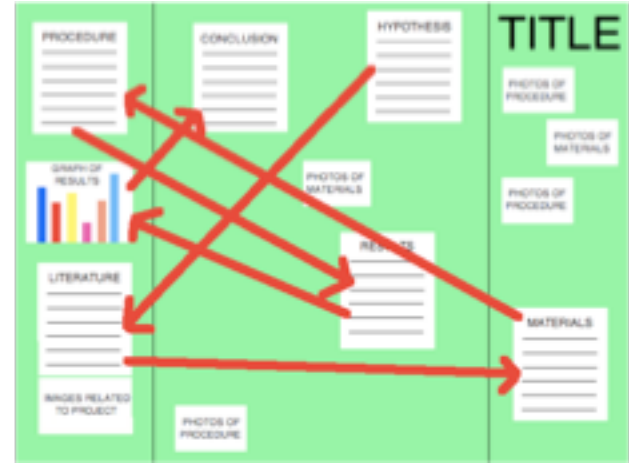 PROCEDURE
CONCLUSION
HYPOTHESIS
TITLE
PHOTOS OF
PROCEDURE
PHOTOS OF
MATERIALS
GRAPH OF
RESULTS
PHOTOS OF
MATERIALS
PHOTOS OF
PROCEDURE
RESULTS
LITERATURE
MATERIALS
IMAGES RELATED
TO PROJECT
PHOTOS OF
PROCEDURE